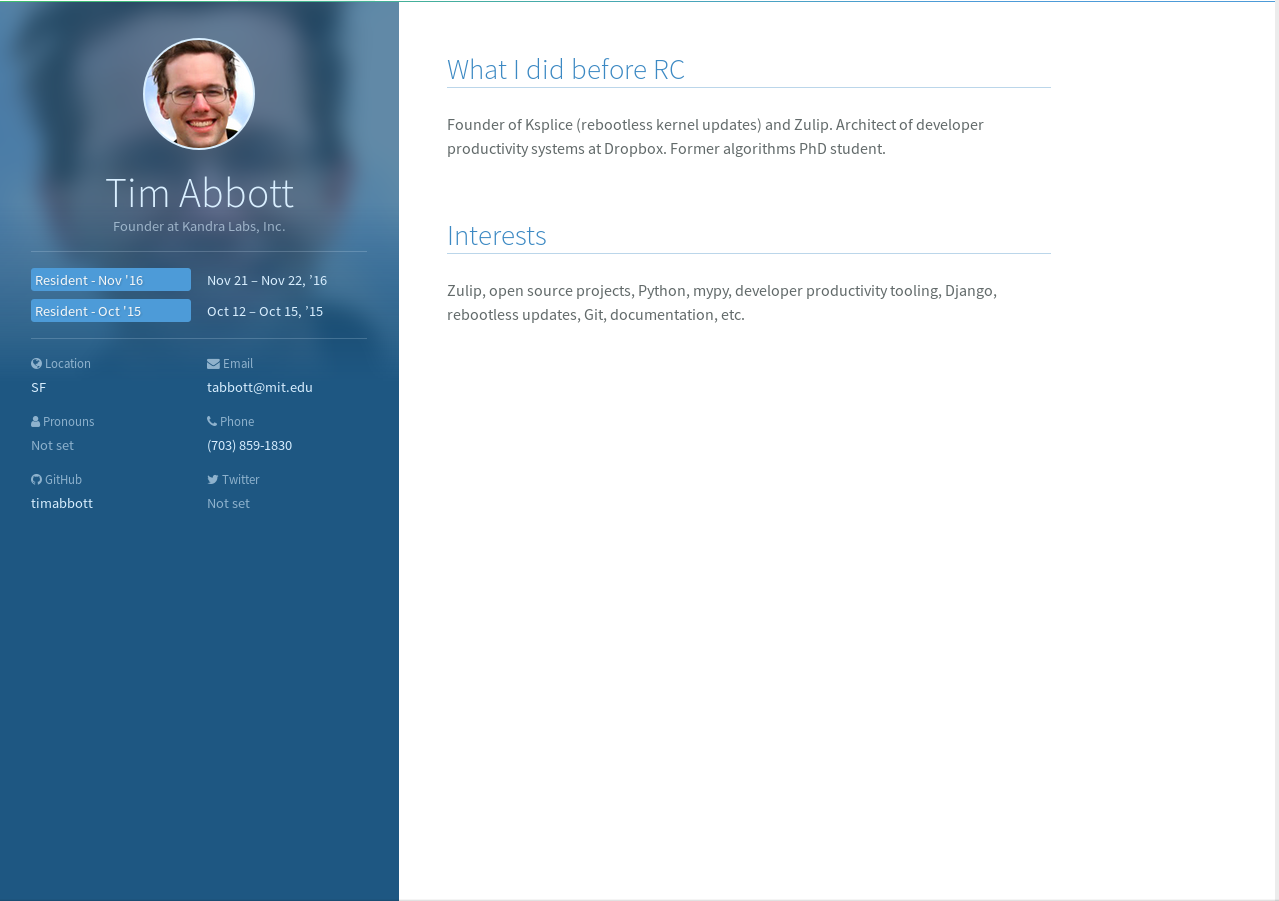 Tim Abbott
Founder at Kandra Labs, Inc.
Resident - Nov '16 Nov 21 – Nov 22, ’16
Resident - Oct '15 Oct 12 – Oct 15, ’15
Location
SF
Email
tabbott@mit.edu
Pronouns
Not set
Phone
(703) 859-1830
GitHub
timabbott
Twitter
Not set
What I did before RC
Founder of Ksplice (rebootless kernel updates) and Zulip. Architect of developer
productivity systems at Dropbox. Former algorithms PhD student.
Interests
Zulip, open source projects, Python, mypy, developer productivity tooling, Django,
rebootless updates, Git, documentation, etc.